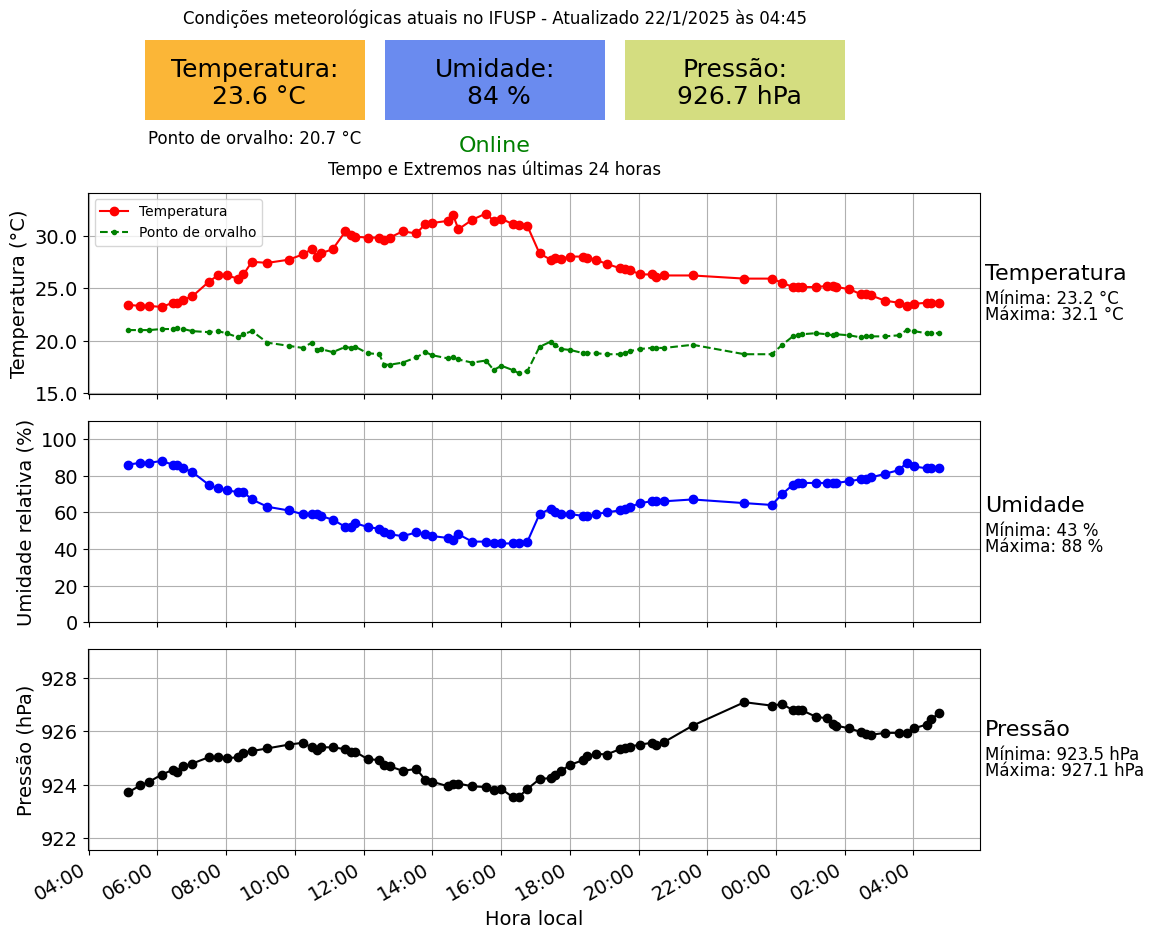 Condições meteorológicas atuais no IFUSP - Atualizado 22/1/2025 às 04:45
Temperatura:
23.6 °C
Umidade:
84 %
Pressão:
926.7 hPa
Ponto de orvalho: 20.7 °C
Online
Tempo e Extremos nas últimas 24 horas
Temperatura (°C)
30.0
25.0
20.0
15.0
Temperatura
Ponto de orvalho
Temperatura
Mínima: 23.2 °C
Máxima: 32.1 °C
Umidade relativa (%)
100
80
60
40
20
0
Umidade
Mínima: 43 %
Máxima: 88 %
Pressão (hPa)
928
926
924
922
Pressão
Mínima: 923.5 hPa
Máxima: 927.1 hPa
04:00 06:00 08:00 10:00 12:00 14:00 16:00 18:00 20:00 22:00 00:00 02:00 04:00
Hora local